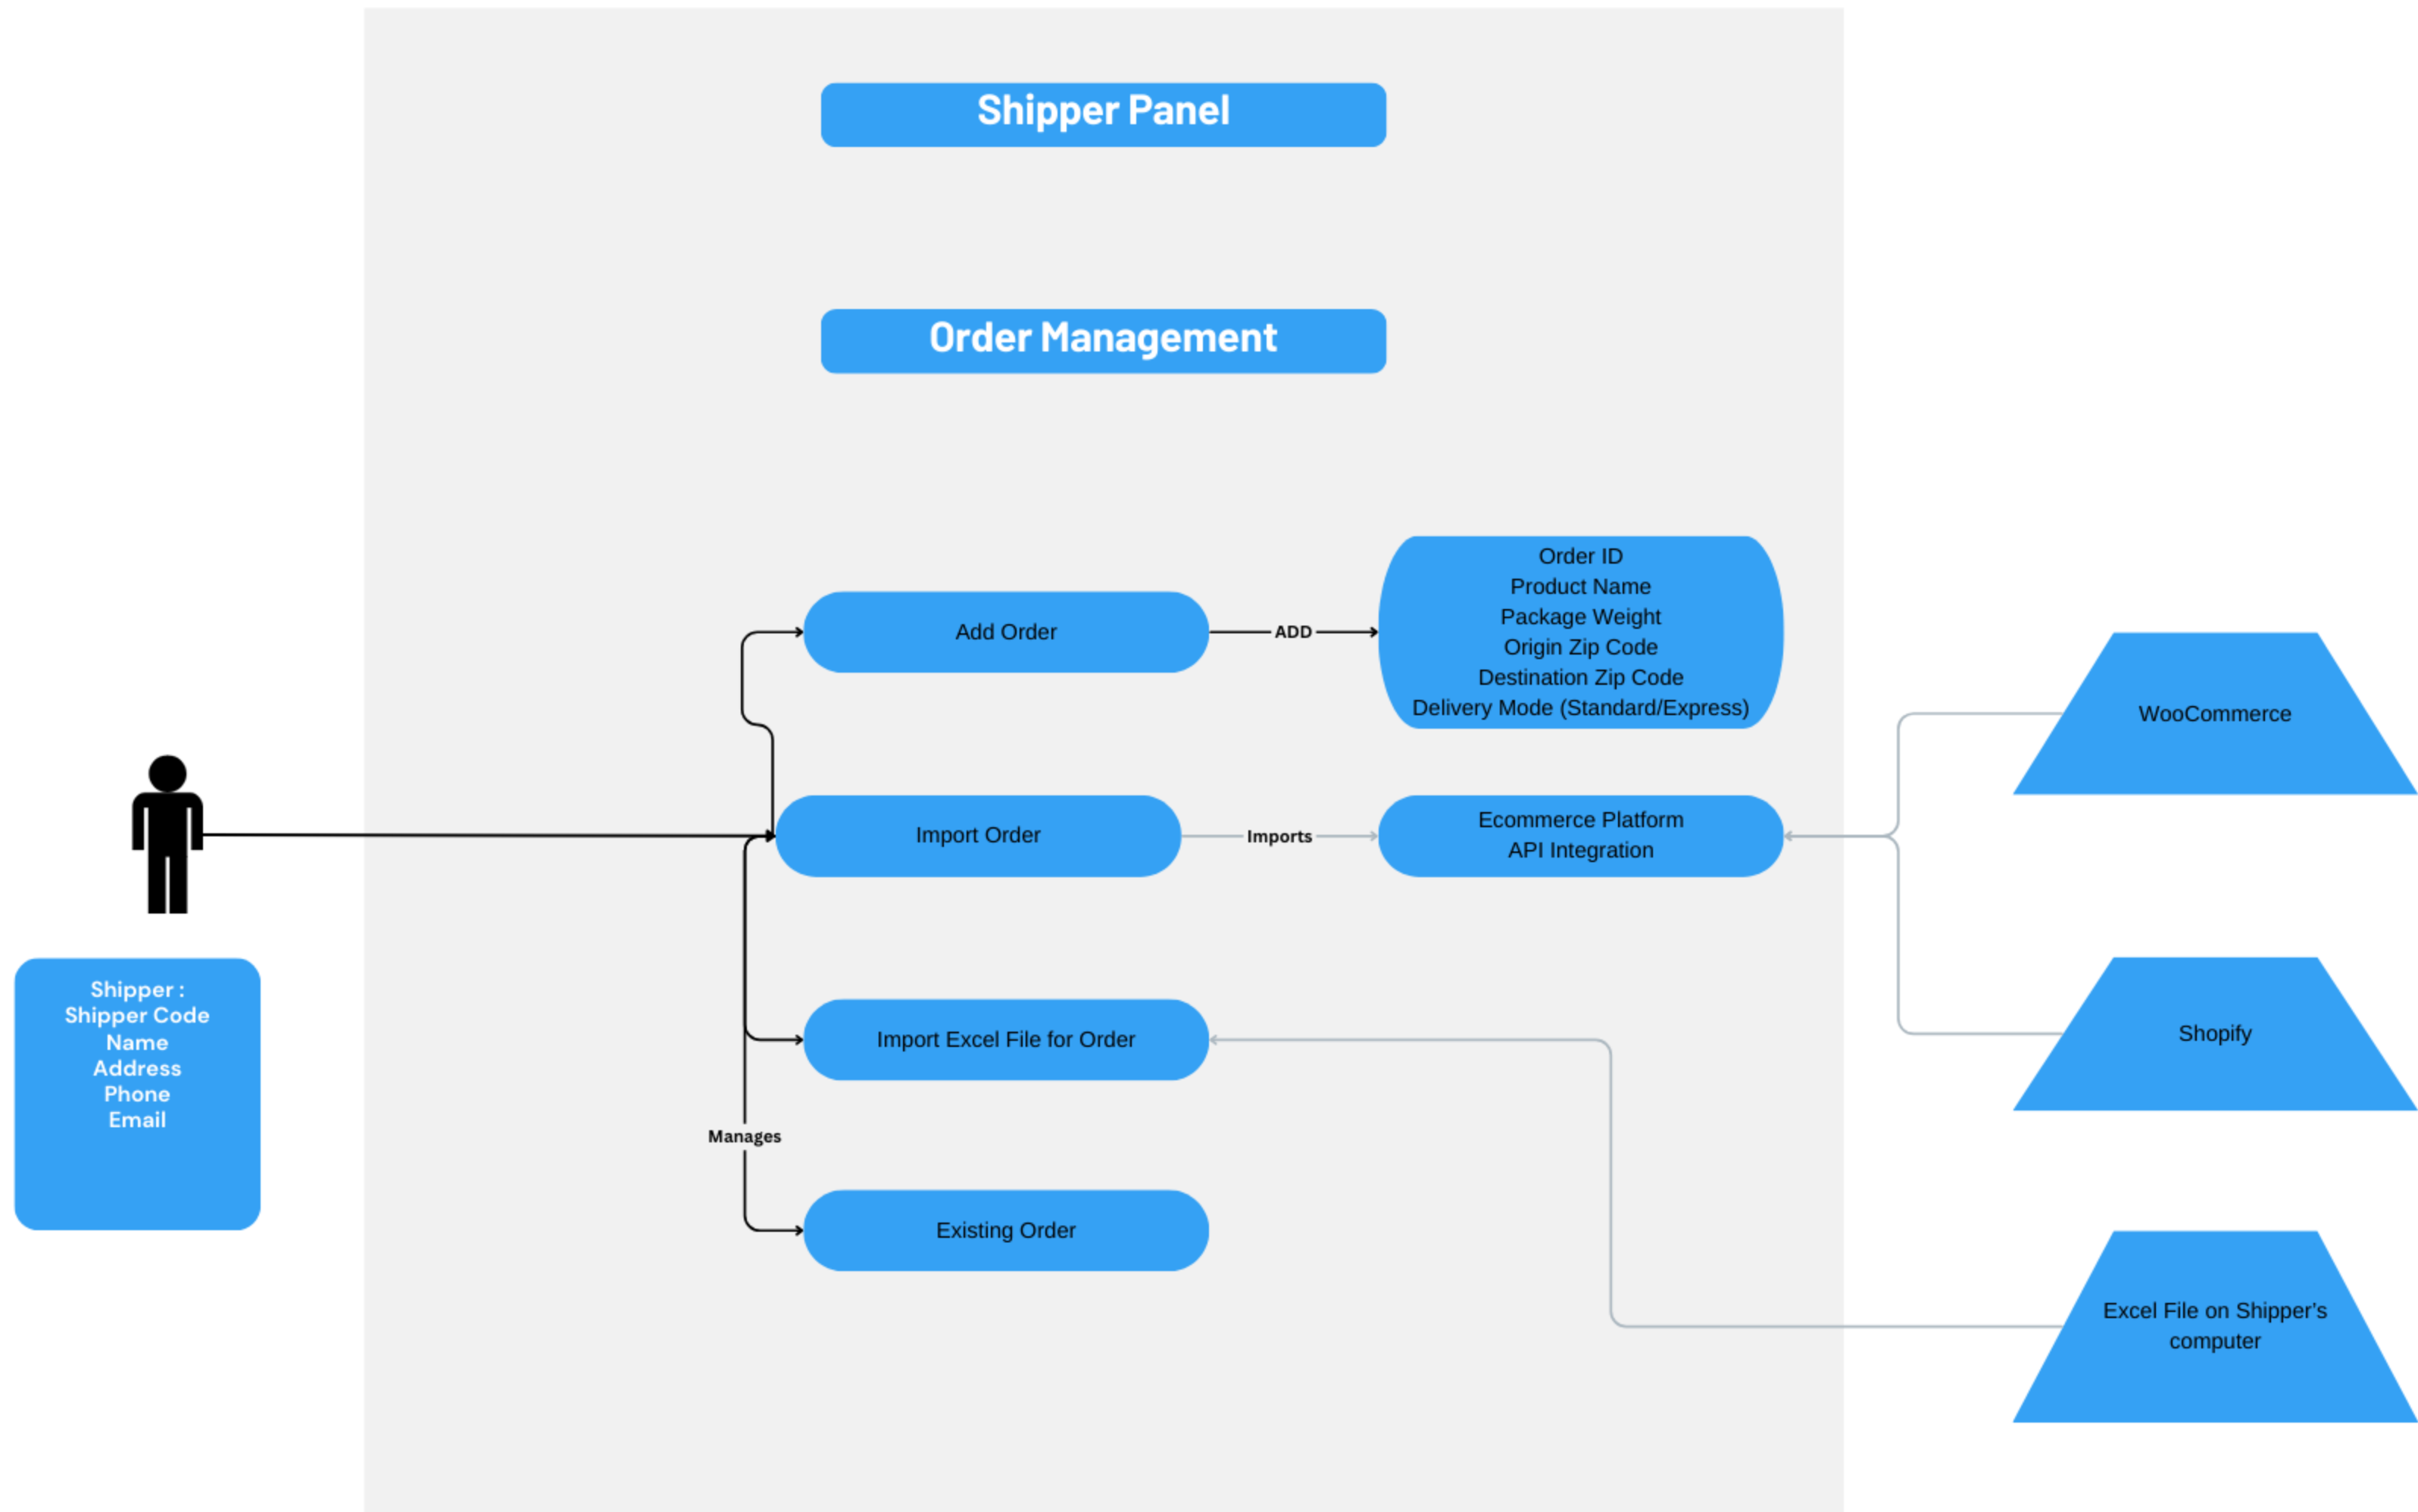 Shipper Panel
Order Management
Add Order
ADD
Order ID
Product Name
Package Weight
Origin Zip Code
Destination Zip Code
Delivery Mode (Standard/Express)
WooCommerce
Import Order
Imports
Ecommerce Platform
API Integration
Shipper :
Shipper Code
Name
Address
Phone
Email
Import Excel File for Order
Shopify
Manages
Existing Order
Excel File on Shipper’s
computer